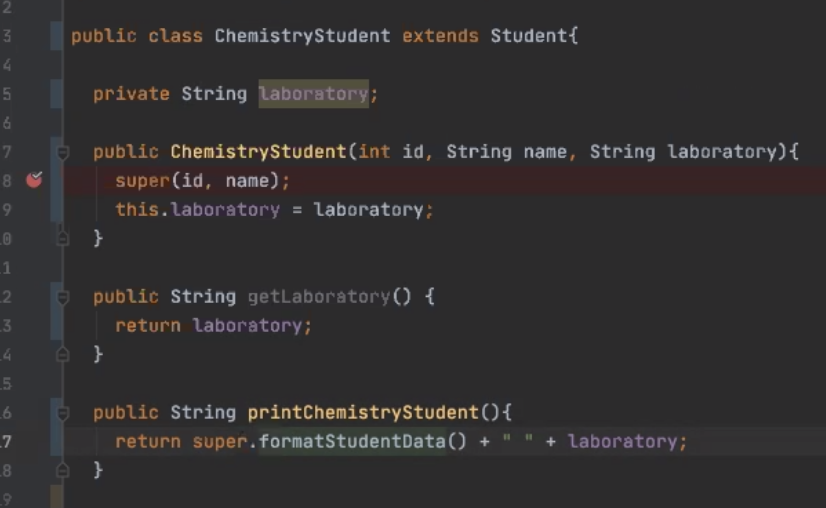 2
3 public class ChemistryStudent extends Student{
4
5 private String laboratory;
6
7 public ChemistryStudent(int id, String name, String laboratory){
8 super(id, name);
9 this.laboratory = laboratory;
0 }
1
2 public String getLaboratory() {
3 return laboratory;
4 }
5
6 public String printChemistryStudent(){
7 return super.formatStudentData() + " " + laboratory;
8 }
9